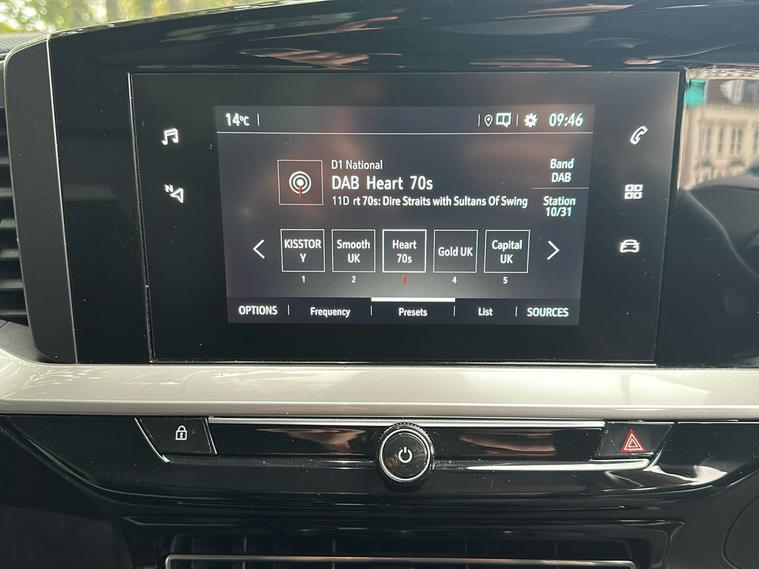 14°C
09:46
D1 National
DAB Heart 70s
11D rt 70s: Dire Straits with Sultans Of Swing
Band
DAB
Station
10/31
KISSTOR
Y
Smooth
UK
Heart
70s
Gold UK
Capital
UK
1 2 3 4 5
OPTIONS Frequency Presets List SOURCES
N